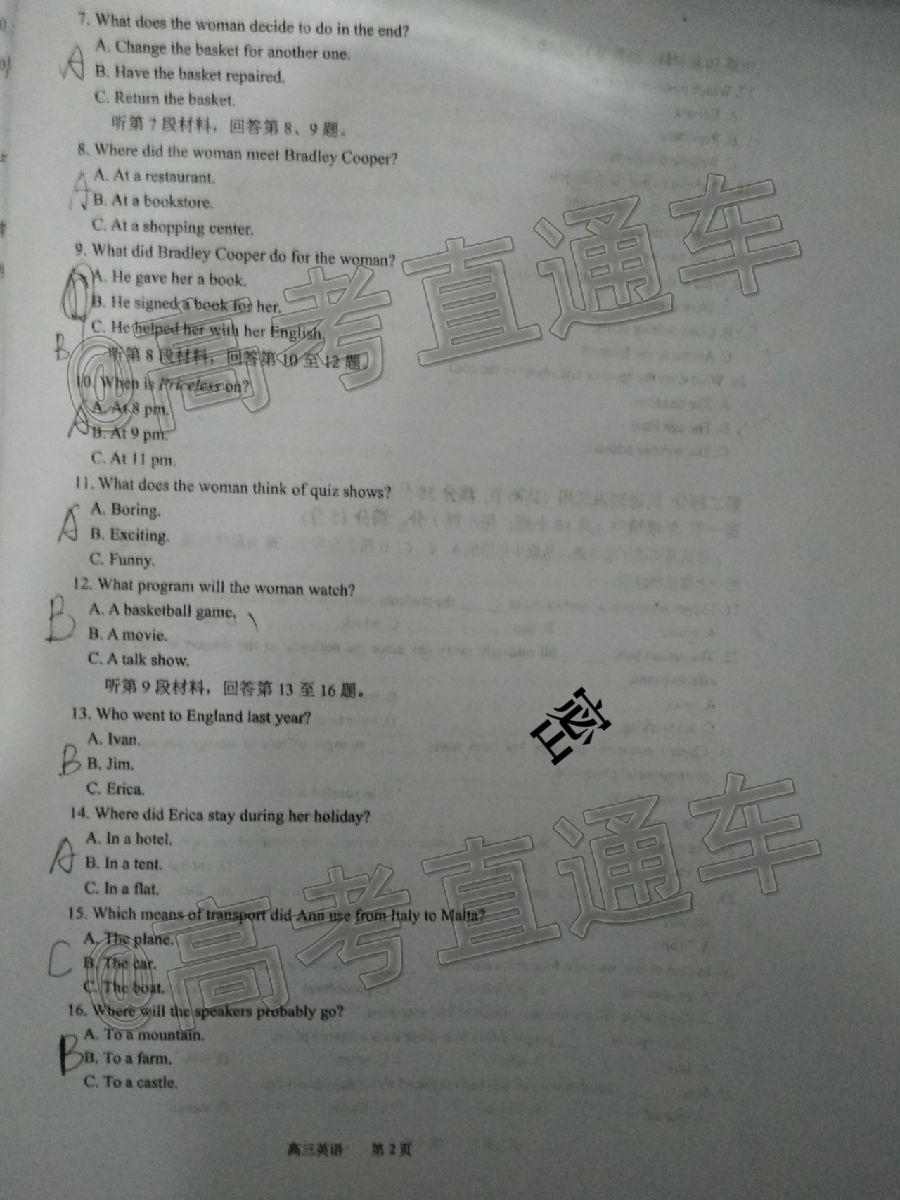 7. What does the woman decide to do in the end?
A. Change the basket for another one.
A
B. Have the basket repaired.
C. Return the basket.
听第 7 段材料，回答第 8、9 题。
8. Where did the woman meet Bradley Cooper?
A. At a restaurant.
A
B. At a bookstore.
C. At a shopping center.
9. What did Bradley Cooper do for the woman?
A. He gave her a book.
B. He signed a book for her.
C. He helped her with her English.
B
听第 8 段材料，回答第 10 至 12 题。
10. When is Priceless on?
A. At 8 pm.
A
B. At 9 pm.
C. At 11 pm.
11. What does the woman think of quiz shows?
A. Boring.
A
B. Exciting.
C. Funny.
12. What program will the woman watch?
A. A basketball game.
B
B. A movie.
C. A talk show.
听第 9 段材料，回答第 13 至 16 题。
密
13. Who went to England last year?
A. Ivan.
B
B. Jim.
C. Erica.
14. Where did Erica stay during her holiday?
A. In a hotel.
A
B. In a tent.
C. In a flat.
15. Which means of transport did Ann use from Italy to Malta?
A. The plane.
C
B. The car.
C. The boat.
16. Where will the speakers probably go?
A. To a mountain.
B
B. To a farm.
C. To a castle.
高三英语 第 2 页
@高考直通车
@高考直通车